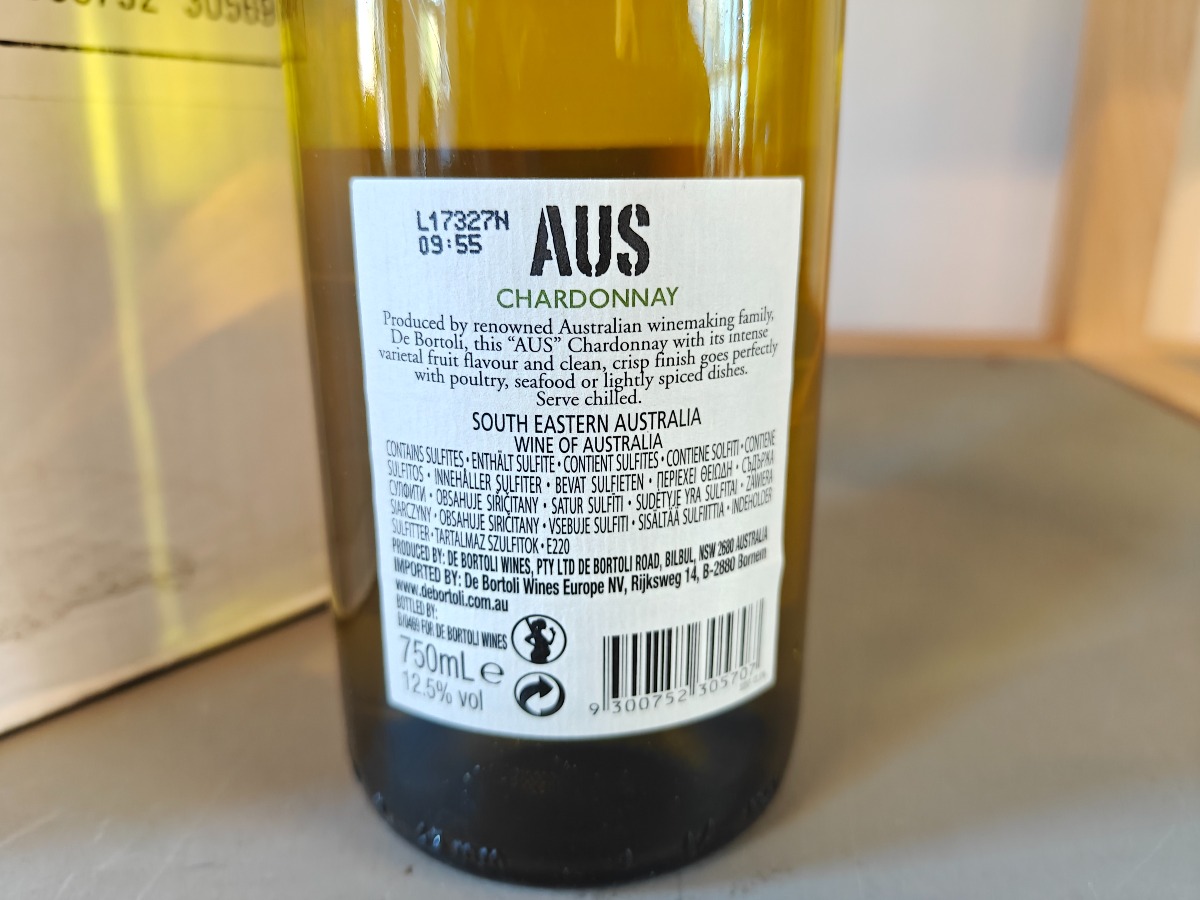 30569
L17327N
09:55
AUS
CHARDONNAY
Produced by renowned Australian winemaking family,
De Bortoli, this “AUS” Chardonnay with its intense
varietal fruit flavour and clean, crisp finish goes perfectly
with poultry, seafood or lightly spiced dishes.
Serve chilled.
SOUTH EASTERN AUSTRALIA
WINE OF AUSTRALIA
CONTAINS SULFITES • ENTHÄLT SULFITE • CONTIENT SULFITES • CONTIENE SOLFITI • CONTIENE
SULFITOS • INNEHÅLLER SULFITER • BEVAT SULFIETEN • ΠΕΡΙΕΧΕΙ ΘΕΙΩΔΗ • СЪДЪРЖА
СУЛФИТИ • OBSAHUJE SIŘIČITANY • SATUR SULFĪTI • SUDĖTYJE YRA SULFITAI • ZAWIERA
SIARCZYNY • OBSAHUJE SIRIČITANY • VSEBUJE SULFITI • SISÄLTÄÄ SULFIITTIA • INDEHOLDER
SULFITTER • TARTALMAZ SZULFITOK • E220
PRODUCED BY: DE BORTOLI WINES, PTY LTD DE BORTOLI ROAD, BILBUL, NSW 2680 AUSTRALIA
IMPORTED BY: De Bortoli Wines Europe NV, Rijksweg 14, B-2880 Bornem
www.debortoli.com.au
BOTTLED BY:
B/0469 FOR DE BORTOLI WINES
750mL e
12.5% vol
9 300752 305707